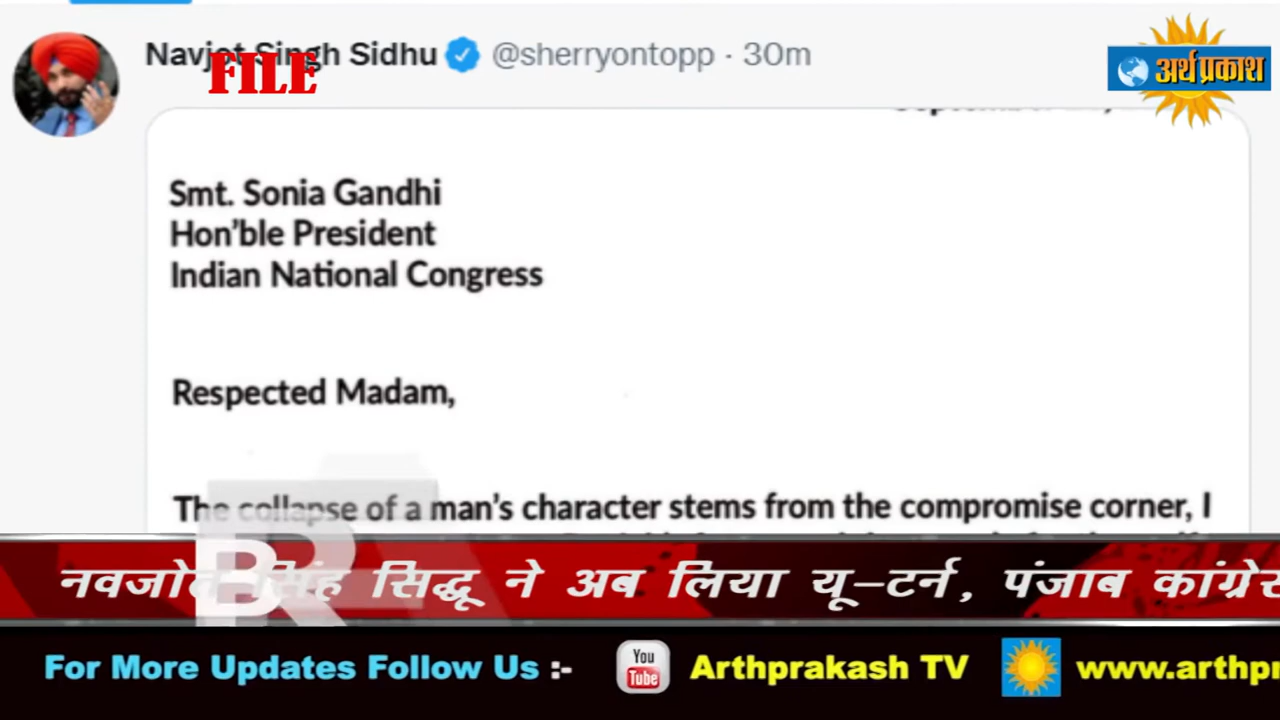 Navjot Singh Sidhu @sherryontopp · 30m
FILE
अर्थ प्रकाश
Smt. Sonia Gandhi
Hon'ble President
Indian National Congress
Respected Madam,
The collapse of a man's character stems from the compromise corner, I
नवजोत सिंह सिद्धू ने अब लिया यू–टर्न, पंजाब कांग्रेस
For More Updates Follow Us :-
You Tube
Arthprakash TV
www.arthpr